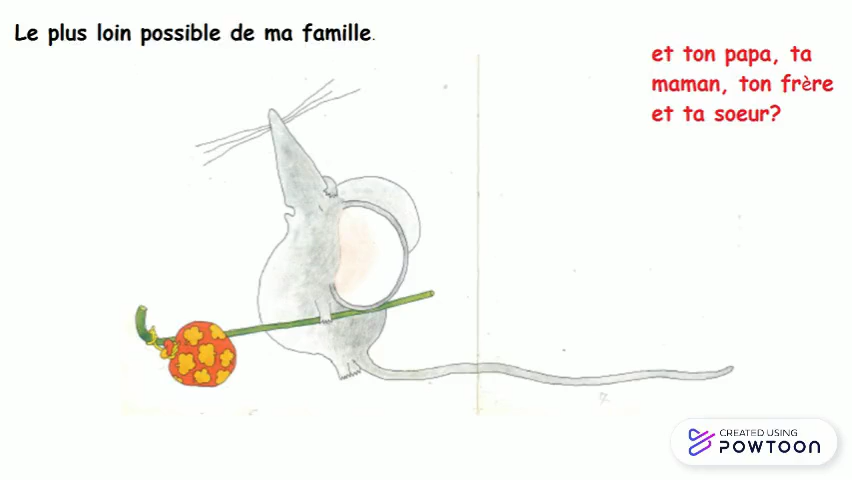 Le plus loin possible de ma famille.
et ton papa, ta
maman, ton frère
et ta soeur?
CREATED USING
POWTOON